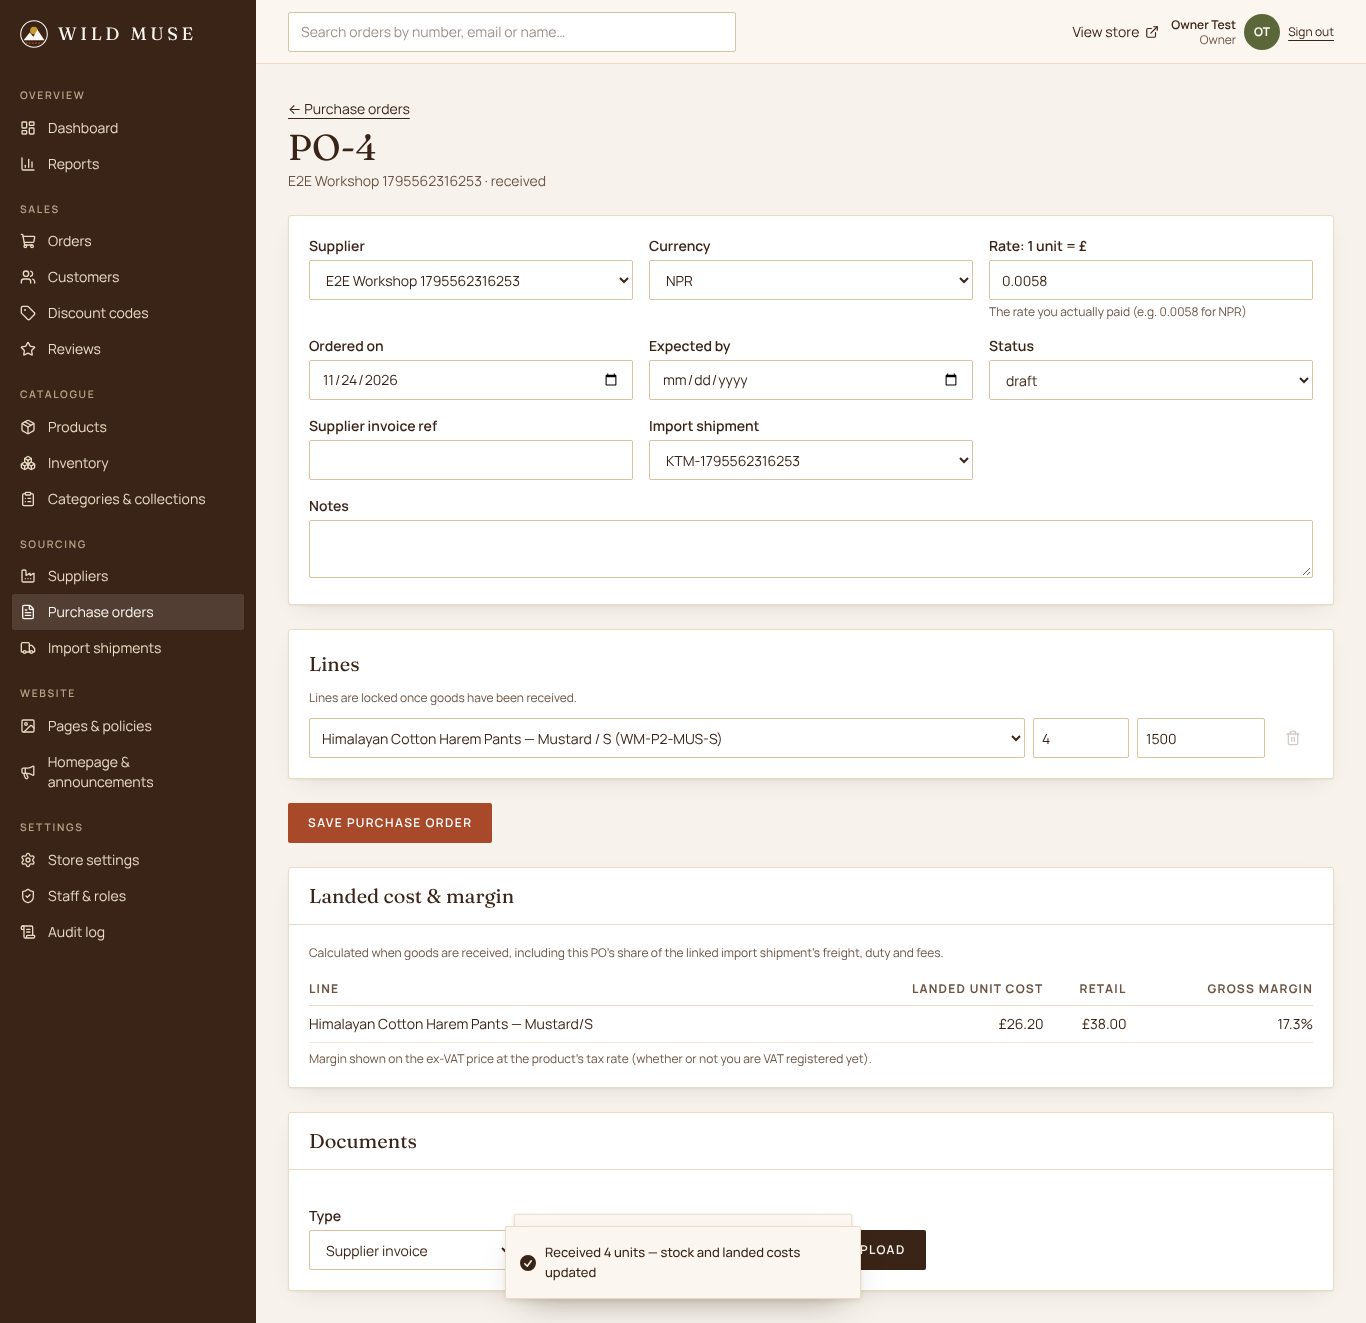 WILD MUSE
Search orders by number, email or name...
View store
Owner Test
Owner
OT
Sign out
OVERVIEW
Dashboard
Reports
SALES
Orders
Customers
Discount codes
Reviews
CATALOGUE
Products
Inventory
Categories & collections
SOURCING
Suppliers
Purchase orders
Import shipments
WEBSITE
Pages & policies
Homepage &
announcements
SETTINGS
Store settings
Staff & roles
Audit log
← Purchase orders
PO-4
E2E Workshop 1795562316253 · received
Supplier
Currency
Rate: 1 unit = £
E2E Workshop 1795562316253
NPR
0.0058
The rate you actually paid (e.g. 0.0058 for NPR)
Ordered on
Expected by
Status
11/24/2026
mm/dd/yyyy
draft
Supplier invoice ref
Import shipment
KTM-1795562316253
Notes
Lines
Lines are locked once goods have been received.
Himalayan Cotton Harem Pants — Mustard / S (WM-P2-MUS-S)
4
1500
SAVE PURCHASE ORDER
Landed cost & margin
Calculated when goods are received, including this PO's share of the linked import shipment's freight, duty and fees.
LINE LANDED UNIT COST RETAIL GROSS MARGIN
Himalayan Cotton Harem Pants — Mustard/S £26.20 £38.00 17.3%
Margin shown on the ex-VAT price at the product's tax rate (whether or not you are VAT registered yet).
Documents
Type
Supplier invoice
PLOAD
Received 4 units — stock and landed costs
updated